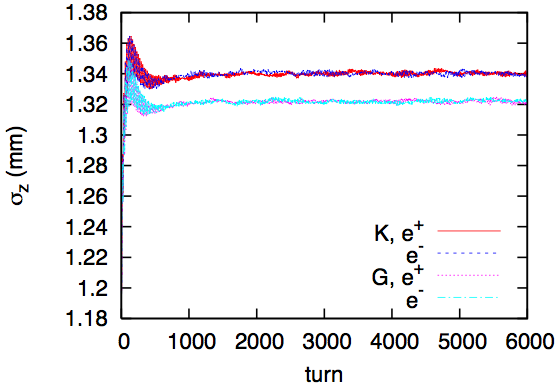 1.38
1.36
1.34
1.32
1.3
1.28
1.26
1.24
1.22
1.2
1.18
σz (mm)
K, e+
e-
G, e+
e-
0 1000 2000 3000 4000 5000 6000
turn